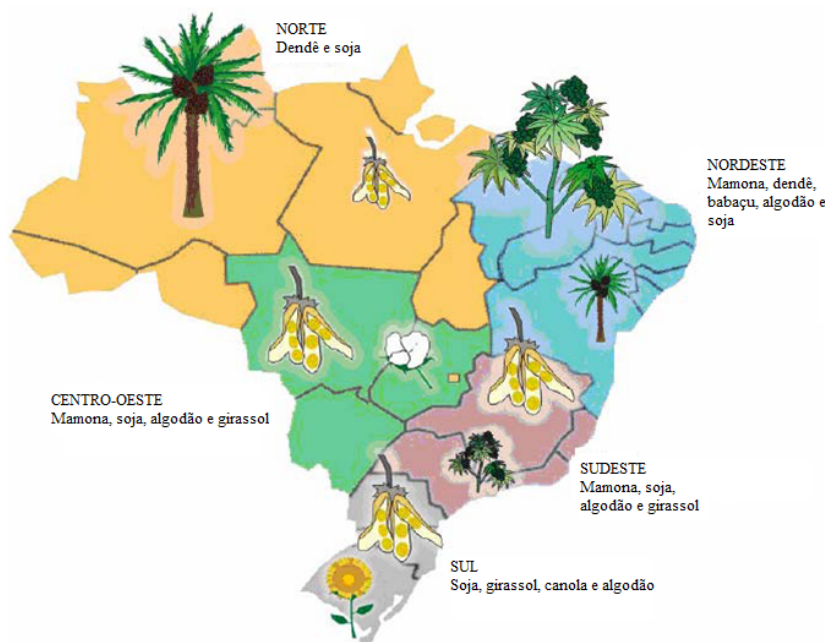 NORTE
Dendê e soja
NORDESTE
Mamona, dendê,
babaçu, algodão e
soja
CENTRO-OESTE
Mamona, soja, algodão e girassol
SUDESTE
Mamona, soja,
algodão e girassol
SUL
Soja, girassol, canola e algodão